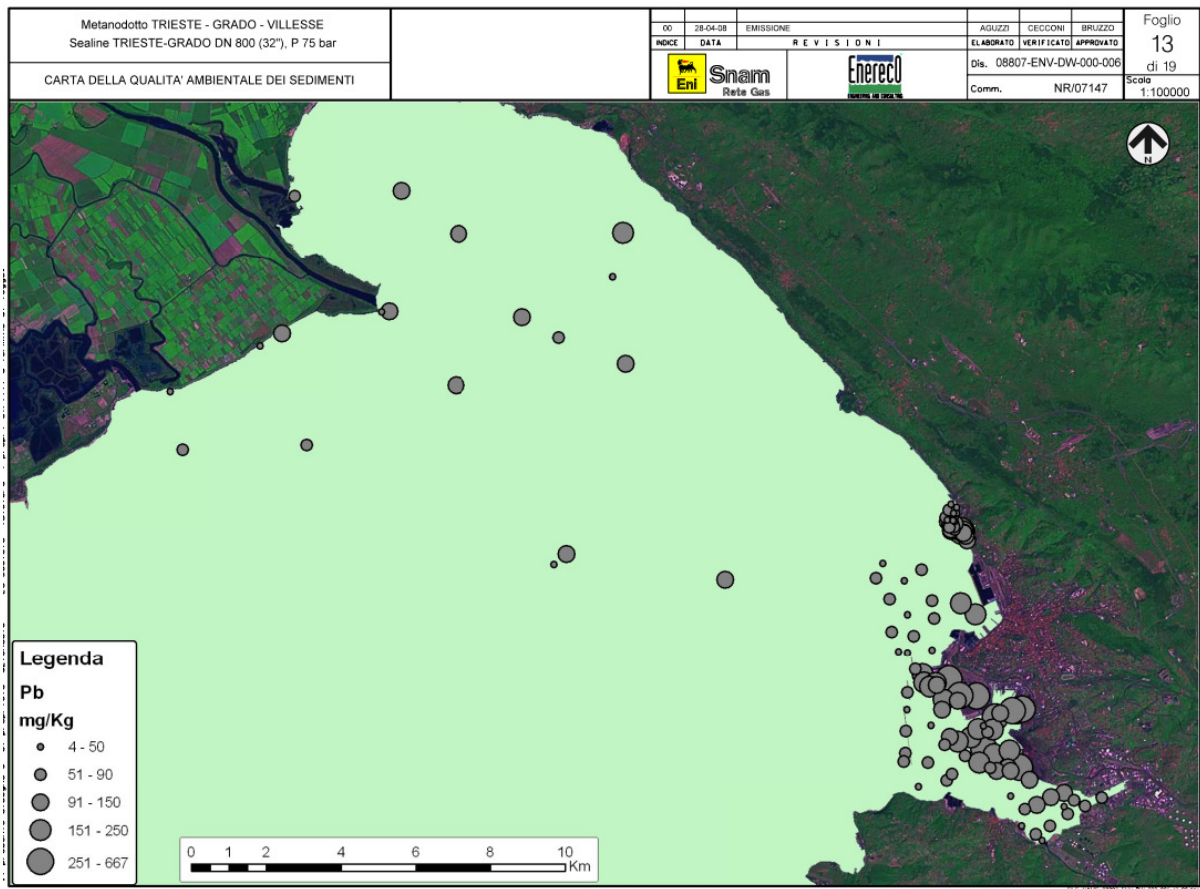 Metanodotto TRIESTE - GRADO - VILLESSE
Sealine TRIESTE-GRADO DN 800 (32"), P 75 bar
CARTA DELLA QUALITA' AMBIENTALE DEI SEDIMENTI
00 28-04-08 EMISSIONE AGUZZI CECCONI BRUZZO
INDICE DATA REVISIONI ELABORATO VERIFICATO APPROVATO
Eni
Snam
Rete Gas
Enereco
Dis. 08807-ENV-DW-000-006
Comm. NR/07147
Foglio
13
di 19
Scala
1:100000
N
Legenda
Pb
mg/Kg
4 - 50
51 - 90
91 - 150
151 - 250
251 - 667
0 1 2 4 6 8 10
Km